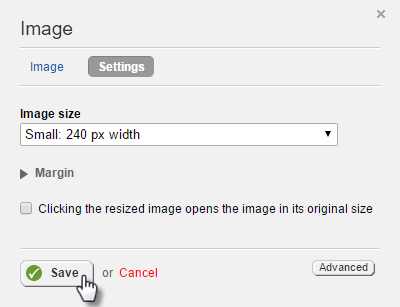 Image
Image Settings
Image size
Small: 240 px width
Margin
Clicking the resized image opens the image in its original size
Save or Cancel Advanced